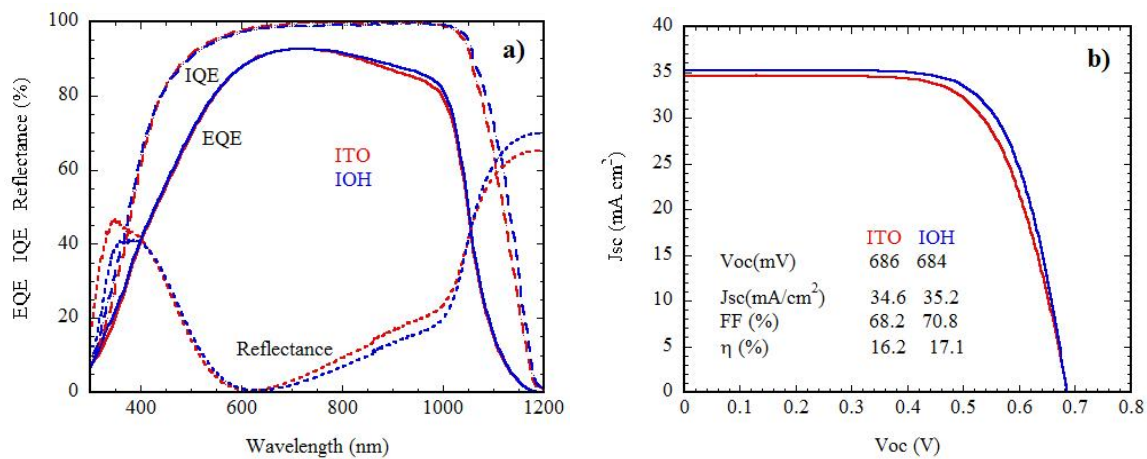 100
80
60
40
20
0
EQE IQE Reflectance (%)
a)
IQE
EQE
ITO
IOH
Reflectance
400 600 800 1000 1200
Wavelength (nm)
40
35
30
25
20
15
10
5
0
Jsc (mA cm-)
b)
ITO IOH
Voc(mV) 686 684
Jsc(mA/cm²) 34.6 35.2
FF (%) 68.2 70.8
η (%) 16.2 17.1
0 0.1 0.2 0.3 0.4 0.5 0.6 0.7 0.8
Voc (V)